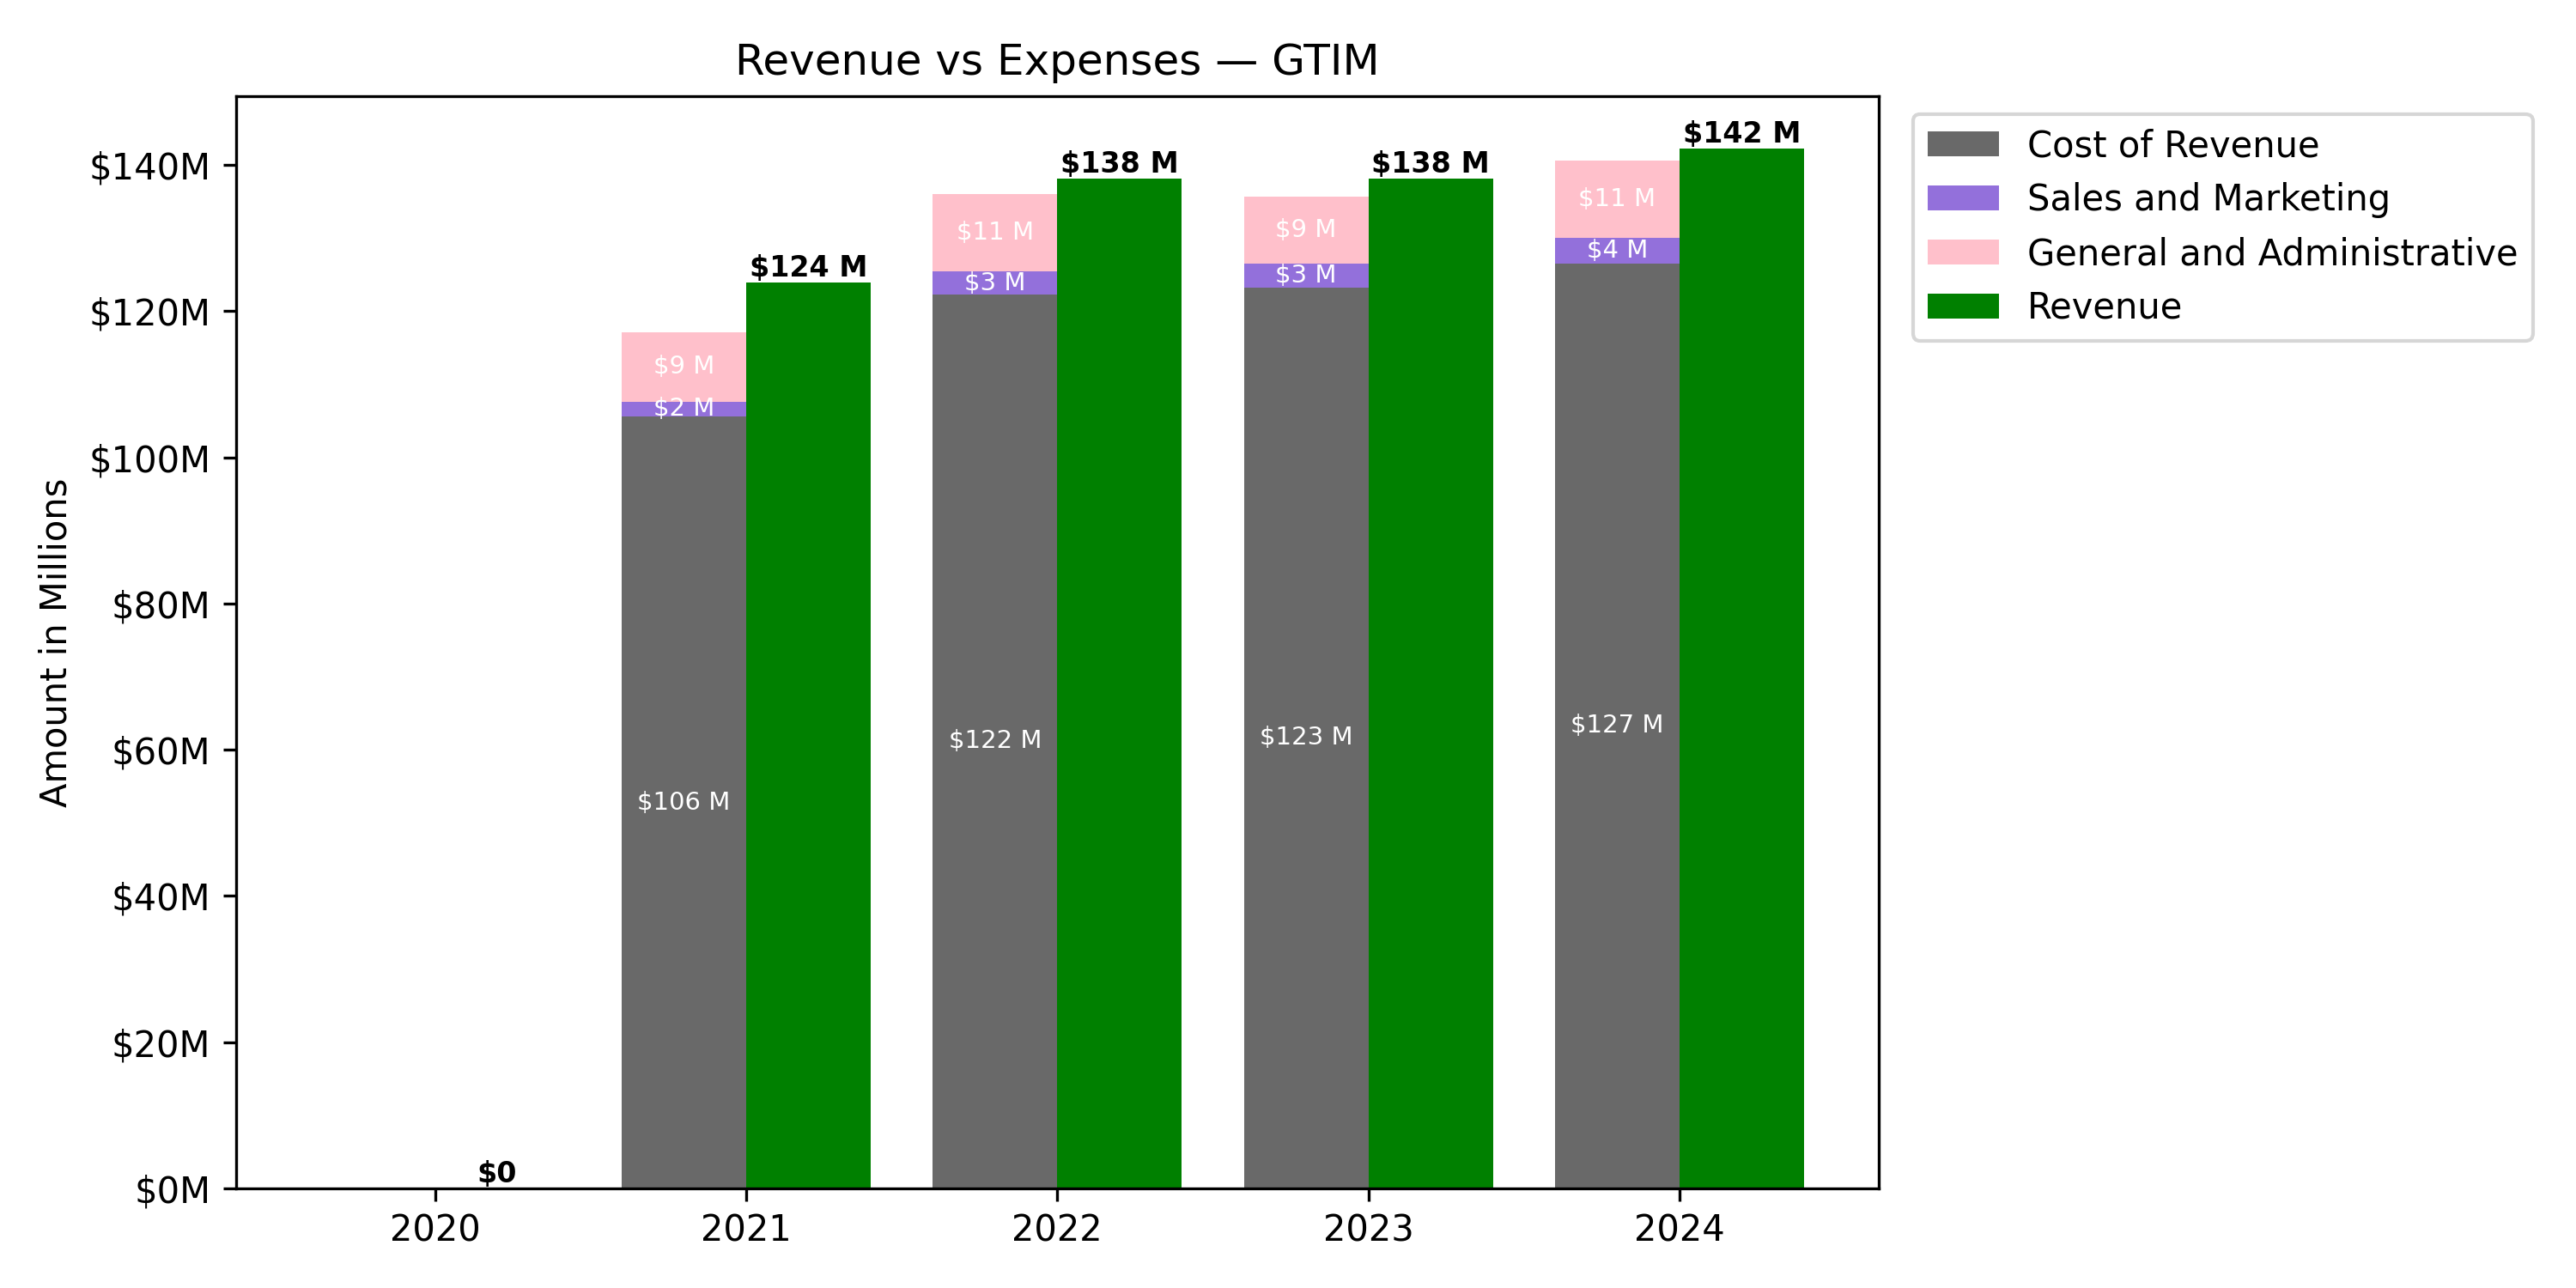 Revenue vs Expenses — GTIM
Amount in Millions
$140M
$120M
$100M
$80M
$60M
$40M
$20M
$0M
$0
$106 M
$2 M
$9 M
$124 M
$122 M
$3 M
$11 M
$138 M
$123 M
$3 M
$9 M
$138 M
$127 M
$4 M
$11 M
$142 M
2020
2021
2022
2023
2024
Cost of Revenue
Sales and Marketing
General and Administrative
Revenue